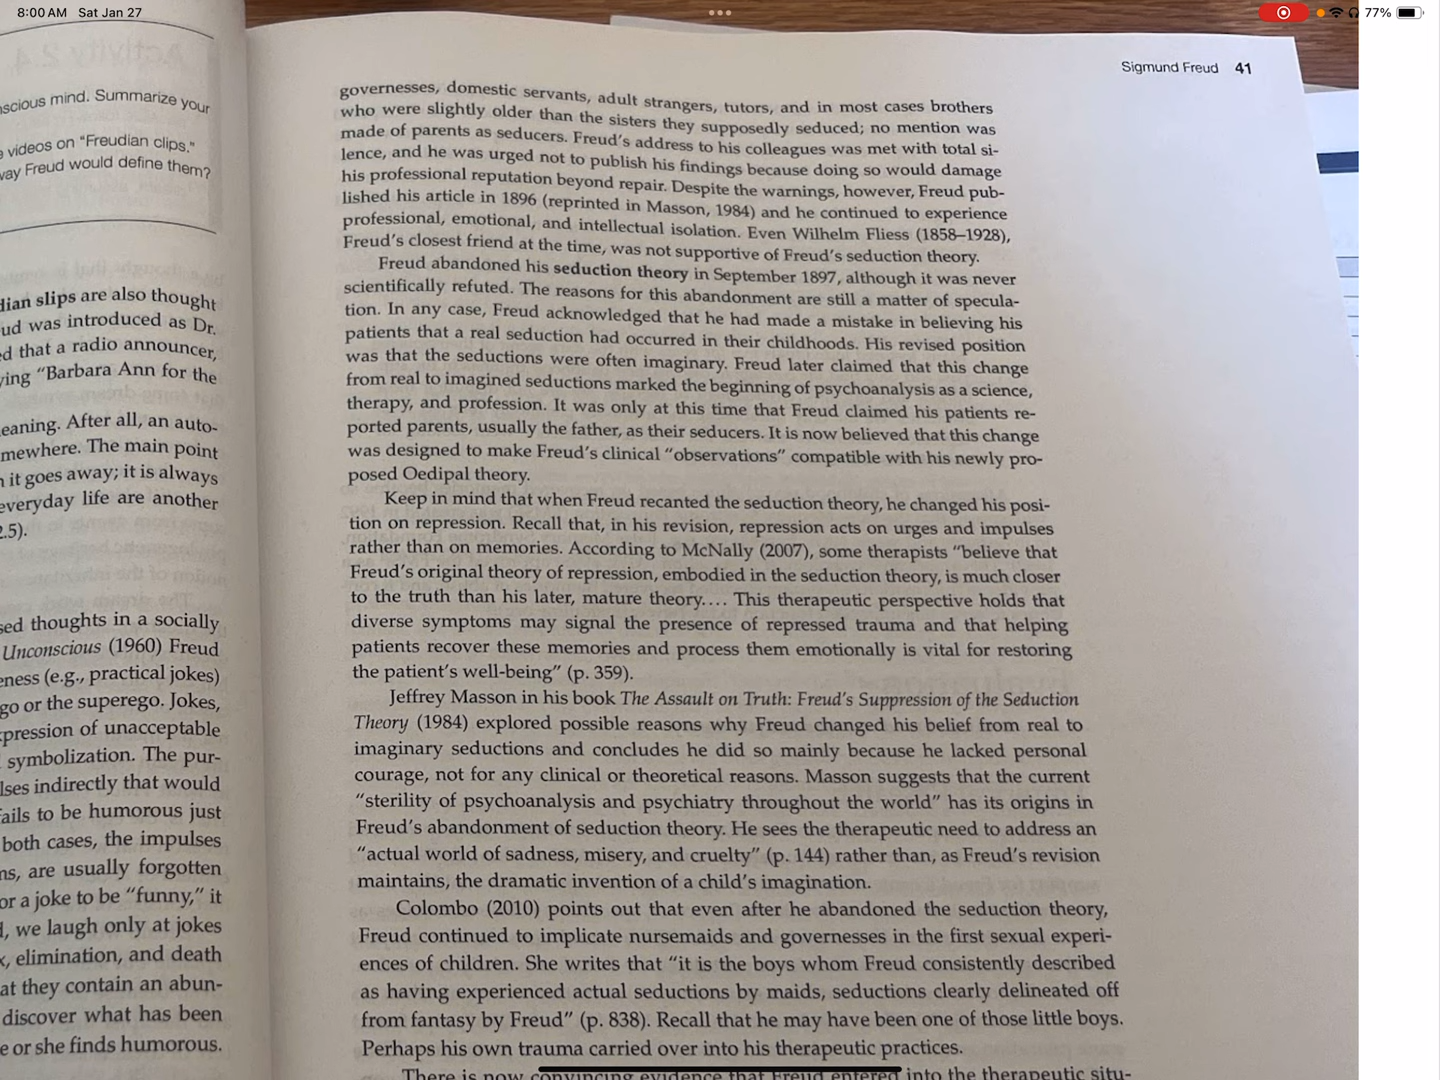 8:00 AM Sat Jan 27
77%
scious mind. Summarize your
videos on "Freudian clips."
way Freud would define them?
dian slips are also thought
ud was introduced as Dr.
ed that a radio announcer,
ying "Barbara Ann for the
eaning. After all, an auto-
mewhere. The main point
it goes away; it is always
everyday life are another
2.5).
sed thoughts in a socially
Unconscious (1960) Freud
eness (e.g., practical jokes)
go or the superego. Jokes,
pression of unacceptable
symbolization. The pur-
lses indirectly that would
fails to be humorous just
both cases, the impulses
ns, are usually forgotten
or a joke to be "funny," it
d, we laugh only at jokes
x, elimination, and death
at they contain an abun-
discover what has been
e or she finds humorous.
Sigmund Freud 41
governesses, domestic servants, adult strangers, tutors, and in most cases brothers
who were slightly older than the sisters they supposedly seduced; no mention was
made of parents as seducers. Freud's address to his colleagues was met with total si-
lence, and he was urged not to publish his findings because doing so would damage
his professional reputation beyond repair. Despite the warnings, however, Freud pub-
lished his article in 1896 (reprinted in Masson, 1984) and he continued to experience
professional, emotional, and intellectual isolation. Even Wilhelm Fliess (1858–1928),
Freud's closest friend at the time, was not supportive of Freud's seduction theory.
Freud abandoned his seduction theory in September 1897, although it was never
scientifically refuted. The reasons for this abandonment are still a matter of specula-
tion. In any case, Freud acknowledged that he had made a mistake in believing his
patients that a real seduction had occurred in their childhoods. His revised position
was that the seductions were often imaginary. Freud later claimed that this change
from real to imagined seductions marked the beginning of psychoanalysis as a science,
therapy, and profession. It was only at this time that Freud claimed his patients re-
ported parents, usually the father, as their seducers. It is now believed that this change
was designed to make Freud's clinical "observations" compatible with his newly pro-
posed Oedipal theory.
Keep in mind that when Freud recanted the seduction theory, he changed his posi-
tion on repression. Recall that, in his revision, repression acts on urges and impulses
rather than on memories. According to McNally (2007), some therapists "believe that
Freud's original theory of repression, embodied in the seduction theory, is much closer
to the truth than his later, mature theory.... This therapeutic perspective holds that
diverse symptoms may signal the presence of repressed trauma and that helping
patients recover these memories and process them emotionally is vital for restoring
the patient's well-being" (p. 359).
Jeffrey Masson in his book The Assault on Truth: Freud's Suppression of the Seduction
Theory (1984) explored possible reasons why Freud changed his belief from real to
imaginary seductions and concludes he did so mainly because he lacked personal
courage, not for any clinical or theoretical reasons. Masson suggests that the current
"sterility of psychoanalysis and psychiatry throughout the world" has its origins in
Freud's abandonment of seduction theory. He sees the therapeutic need to address an
"actual world of sadness, misery, and cruelty" (p. 144) rather than, as Freud's revision
maintains, the dramatic invention of a child's imagination.
Colombo (2010) points out that even after he abandoned the seduction theory,
Freud continued to implicate nursemaids and governesses in the first sexual experi-
ences of children. She writes that "it is the boys whom Freud consistently described
as having experienced actual seductions by maids, seductions clearly delineated off
from fantasy by Freud" (p. 838). Recall that he may have been one of those little boys.
Perhaps his own trauma carried over into his therapeutic practices.
There is now convincing evidence that Freud entered into the therapeutic situ-